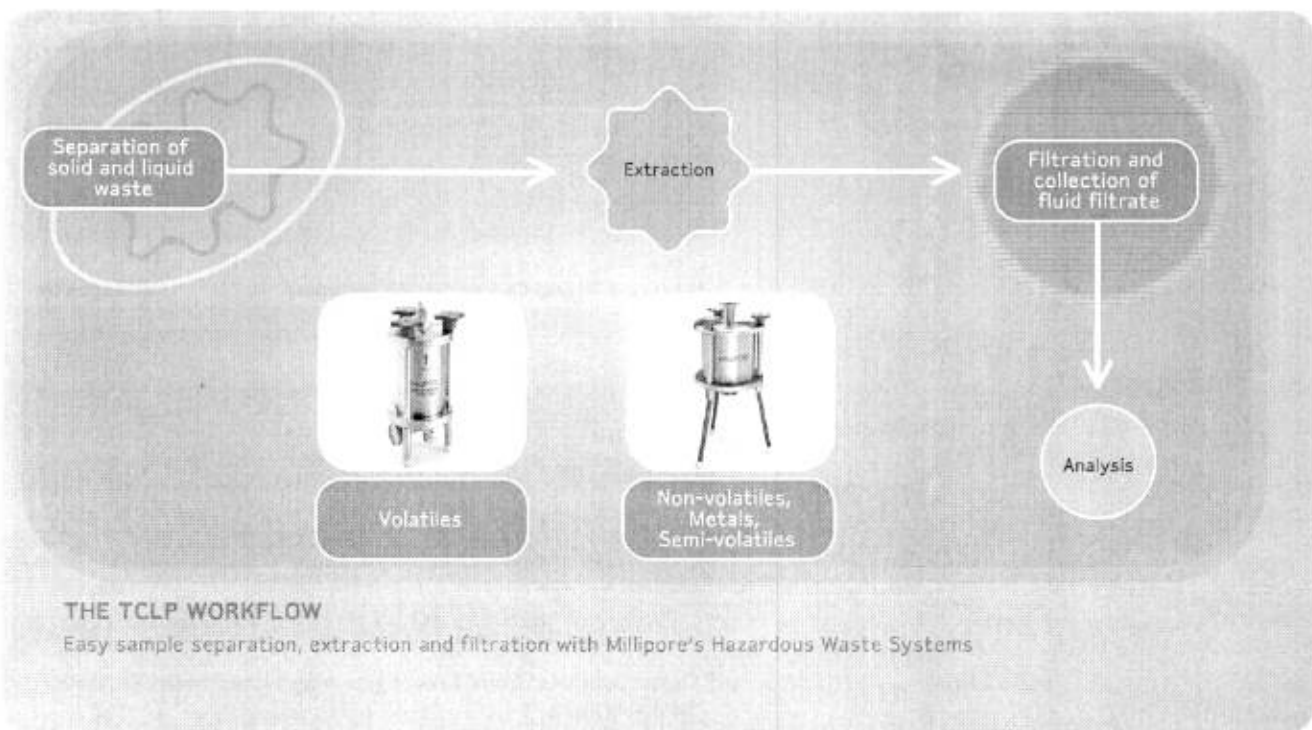 Separation of
solid and liquid
waste
Extraction
Filtration and
collection of
fluid filtrate
Analysis
Volatiles
Non-volatiles,
Metals,
Semi-volatiles
THE TCLP WORKFLOW
Easy sample separation, extraction and filtration with Millipore's Hazardous Waste Systems